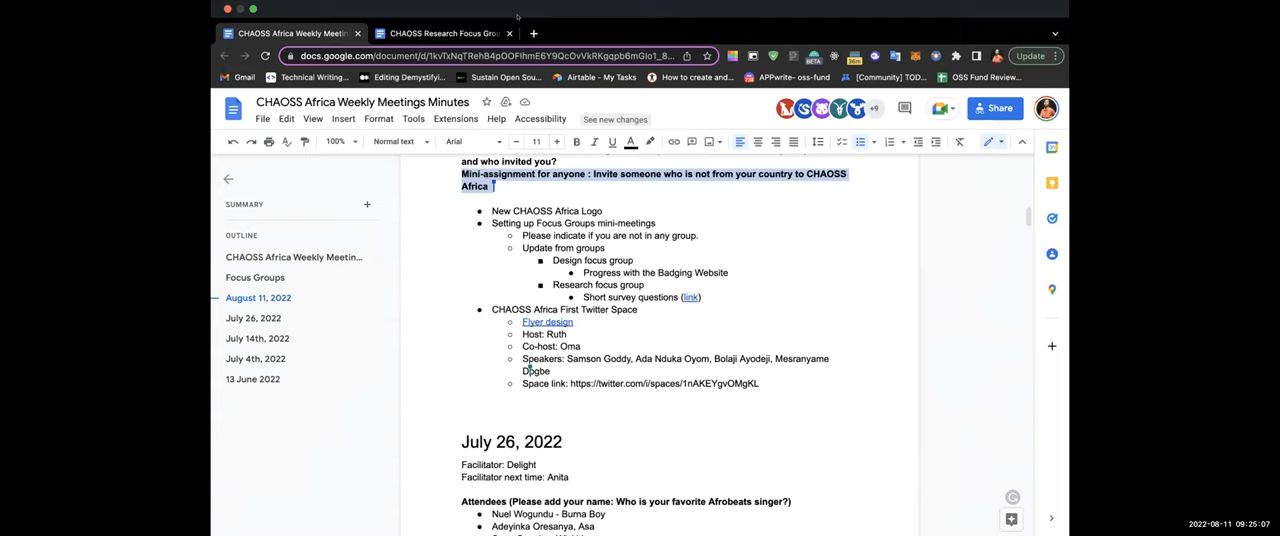 CHAOSS Africa Weekly Meetin
CHAOSS Research Focus Grou
docs.google.com/document/d/
BETA
36m
Update
Gmail
Technical Writing...
Editing Demystifyi...
Sustain Open Sou...
Airtable - My Tasks
How to create and...
APPwrite- oss-fund
[Community] TOD...
OSS Fund Review...
CHAOSS Africa Weekly Meetings Minutes
+9
Share
File Edit View Insert Format Tools Extensions Help Accessibility
See new changes
100%
Normal text
Arial
11
and who invited you?
Mini-assignment for anyone : Invite someone who is not from your country to CHAOSS
Africa
SUMMARY
OUTLINE
CHAOSS Africa Weekly Meetin...
Focus Groups
August 11, 2022
July 26, 2022
July 14th, 2022
July 4th, 2022
13 June 2022
New CHAOSS Africa Logo
Setting up Focus Groups mini-meetings
Please indicate if you are not in any group.
Update from groups
Design focus group
Progress with the Badging Website
Research focus group
Short survey questions (link)
CHAOSS Africa First Twitter Space
Flyer design
Host: Ruth
Co-host: Oma
Speakers: Samson Goddy, Ada Nduka Oyom, Bolaji Ayodeji, Mesranyame
Space link: https://twitter.com/i/spaces/1nAKEYgvOMgKL
July 26, 2022
Facilitator: Delight
Facilitator next time: Anita
Attendees (Please add your name: Who is your favorite Afrobeats singer?)
Nuel Wogundu - Burna Boy
Adeyinka Oresanya, Asa
2022-08-11 09:25:07